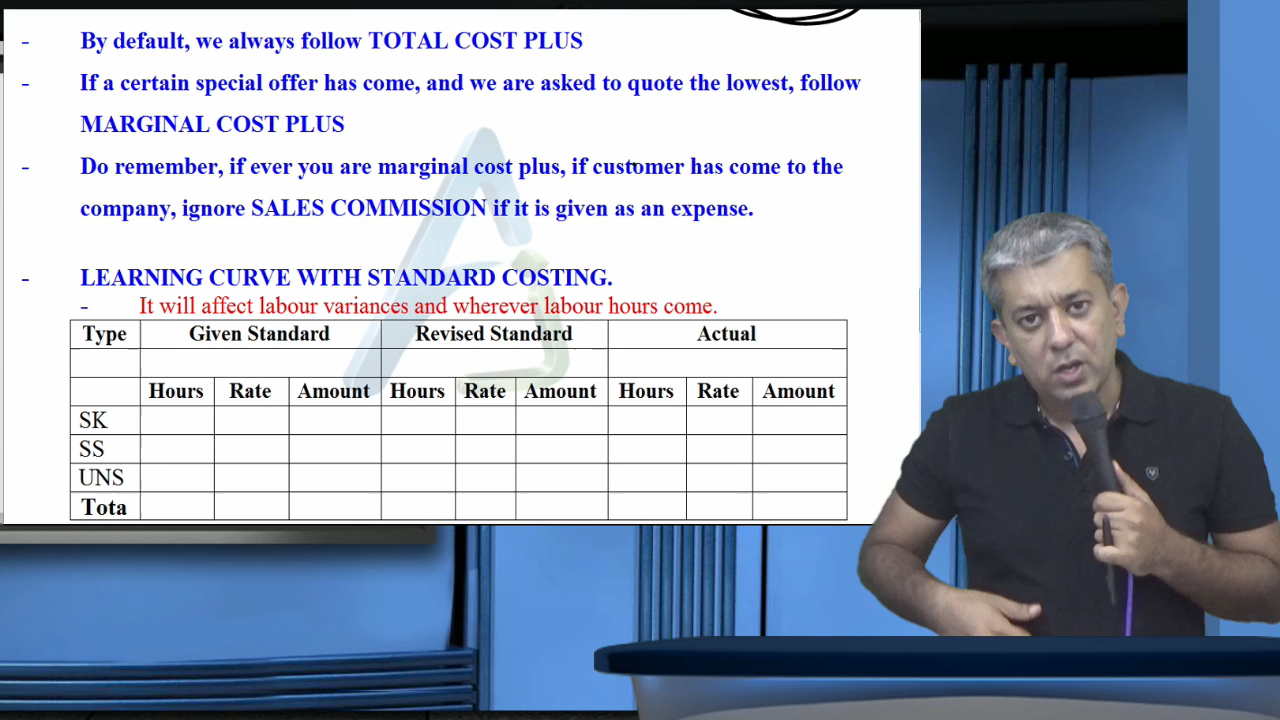 - By default, we always follow TOTAL COST PLUS
- If a certain special offer has come, and we are asked to quote the lowest, follow
MARGINAL COST PLUS
- Do remember, if ever you are marginal cost plus, if customer has come to the
company, ignore SALES COMMISSION if it is given as an expense.
- LEARNING CURVE WITH STANDARD COSTING.
- It will affect labour variances and wherever labour hours come.
Type Given Standard Revised Standard Actual
Hours Rate Amount Hours Rate Amount Hours Rate Amount
SK
SS
UNS
Tota